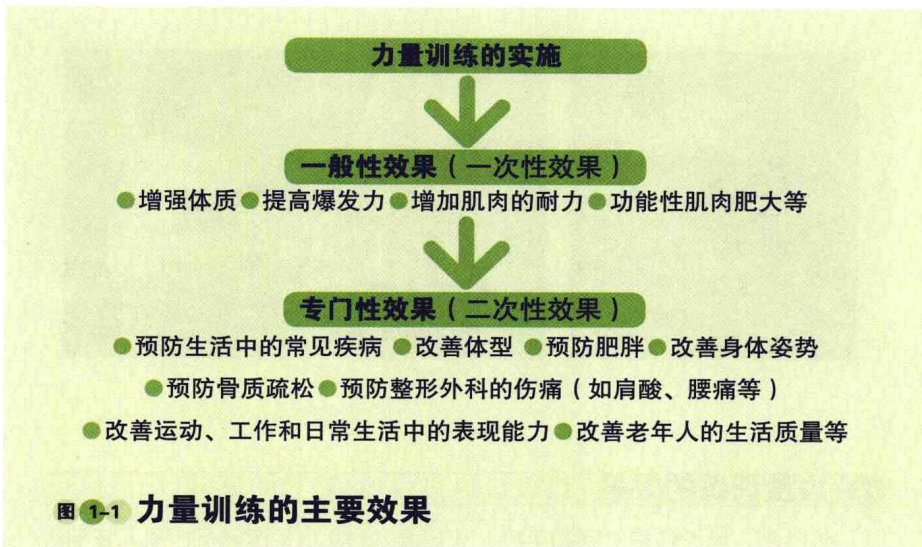 力量训练的实施
一般性效果（一次性效果）
●增强体质●提高爆发力●增加肌肉的耐力●功能性肌肉肥大等
专门性效果（二次性效果）
●预防生活中的常见疾病 ●改善体型 ●预防肥胖●改善身体姿势
●预防骨质疏松●预防整形外科的伤痛（如肩酸、腰痛等）
●改善运动、工作和日常生活中的表现能力●改善老年人的生活质量等
图 1-1 力量训练的主要效果